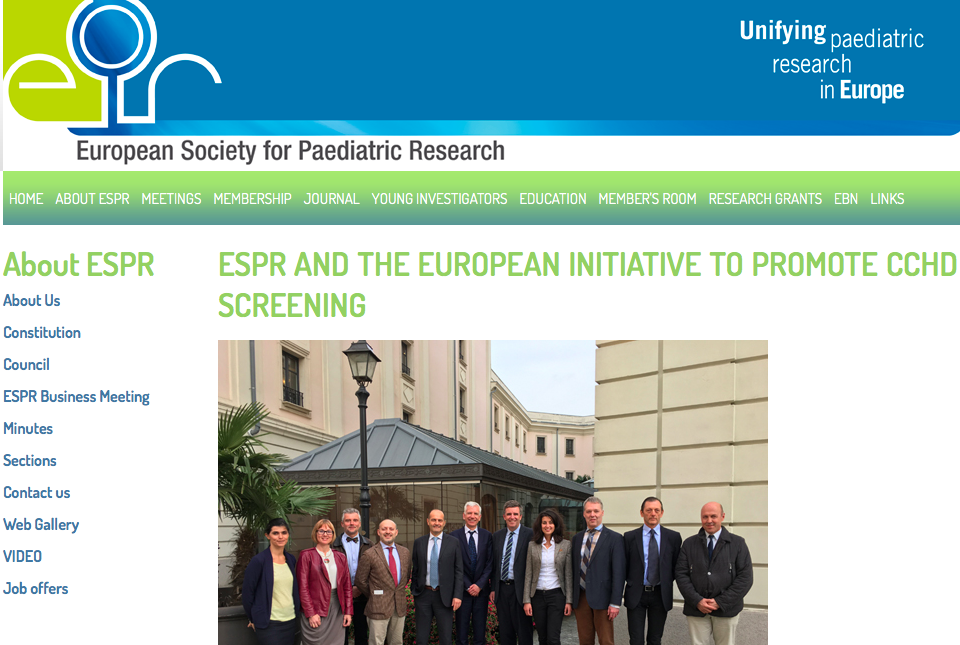 espr
Unifying paediatric
research
in Europe
European Society for Paediatric Research
HOME ABOUT ESPR MEETINGS MEMBERSHIP JOURNAL YOUNG INVESTIGATORS EDUCATION MEMBER'S ROOM RESEARCH GRANTS EBN LINKS
About ESPR
About Us
Constitution
Council
ESPR Business Meeting
Minutes
Sections
Contact us
Web Gallery
VIDEO
Job offers
ESPR AND THE EUROPEAN INITIATIVE TO PROMOTE CCHD
SCREENING